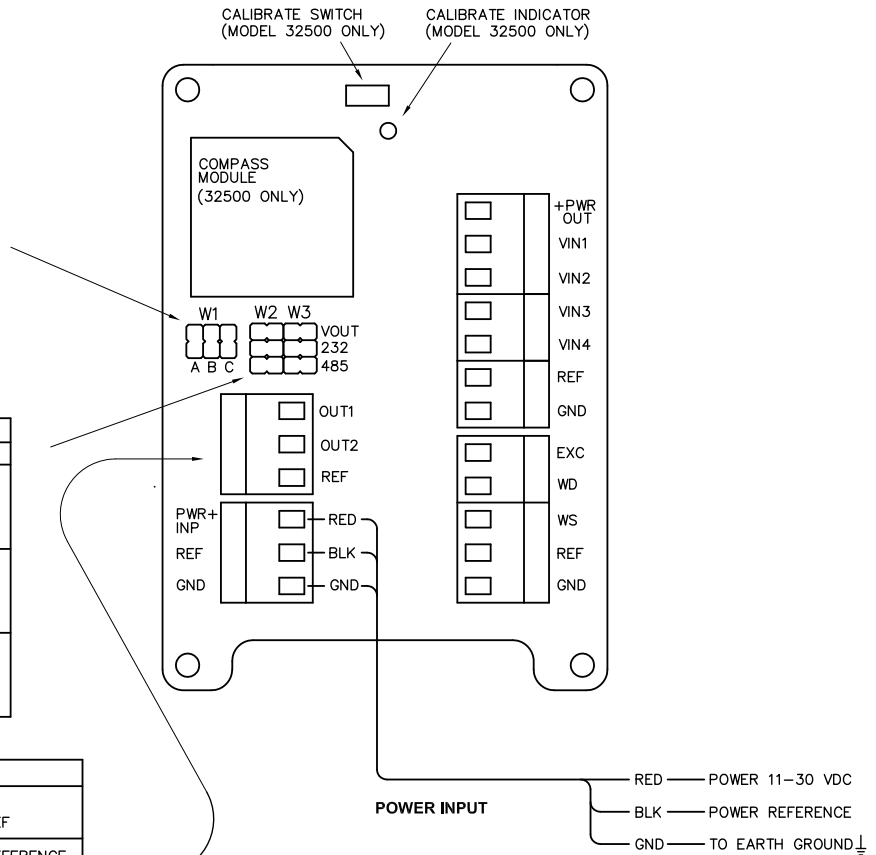 CALIBRATE SWITCH
(MODEL 32500 ONLY)
CALIBRATE INDICATOR
(MODEL 32500 ONLY)
COMPASS
MODULE
(32500 ONLY)
+PWR
OUT
VIN1
VIN2
VIN3
VIN4
REF
GND
W1
A B C
W2 W3
VOUT
232
485
OUT1
OUT2
REF
EXC
WD
WS
REF
GND
PWR+
INP
RED
REF
BLK
GND
GND
POWER INPUT
RED POWER 11-30 VDC
BLK POWER REFERENCE
GND TO EARTH GROUND